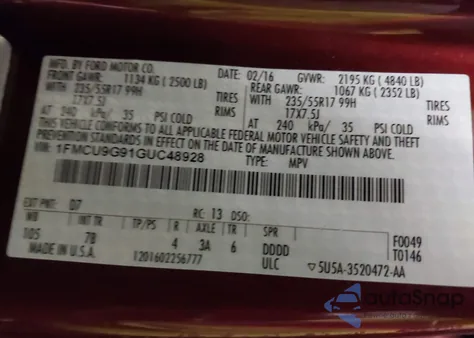 MFD. BY FORD MOTOR CO.
DATE: 02/16 GVWR: 2195 KG ( 4840 LB)
FRONT GAWR: 1134 KG ( 2500 LB) REAR GAWR: 1067 KG ( 2352 LB)
WITH 235/55R17 99H TIRES WITH 235/55R17 99H TIRES
17X7.5J RIMS 17X7.5J RIMS
AT 240 kPa/ 35 PSI COLD AT 240 kPa/ 35 PSI COLD
THIS VEHICLE CONFORMS TO ALL APPLICABLE FEDERAL MOTOR VEHICLE SAFETY AND THEFT
PREVENTION STANDARDS IN EFFECT ON THE DATE OF MANUFACTURE SHOWN ABOVE.
VIN: 1FMCU9G91GUC48928 TYPE: MPV
EXT PNT: D7 RC: 13 DSO:
WB INT TR TP/PS R AXLE TR SPR F0049
105 7B 4 3A 6 DDDD T0146
MADE IN U.S.A. 1201602256777 ULC ▽5U5A-3520472-AA
autoSnap